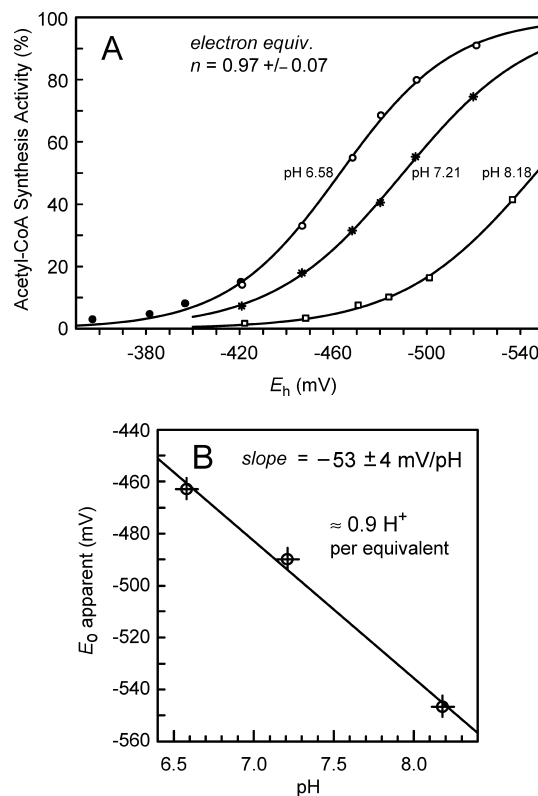 A
electron equiv.
n = 0.97 +/- 0.07
Acetyl-CoA Synthesis Activity (%)
100
80
60
40
20
0
pH 6.58
pH 7.21
pH 8.18
-380
-420
-460
-500
-540
Eh (mV)
B
slope = −53 ± 4 mV/pH
≈ 0.9 H+
per equivalent
E0 apparent (mV)
-440
-460
-480
-500
-520
-540
-560
6.5
7.0
7.5
8.0
pH